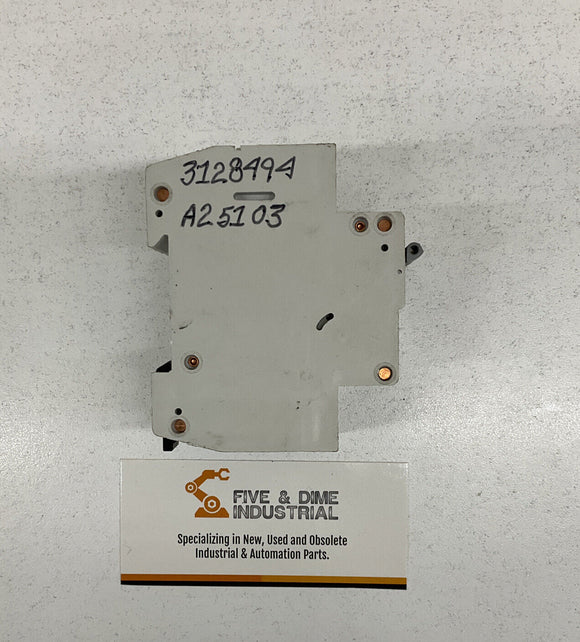 3128494
A25103
FIVE & DIME
INDUSTRIAL
Specializing in New, Used and Obsolete
Industrial & Automation Parts.